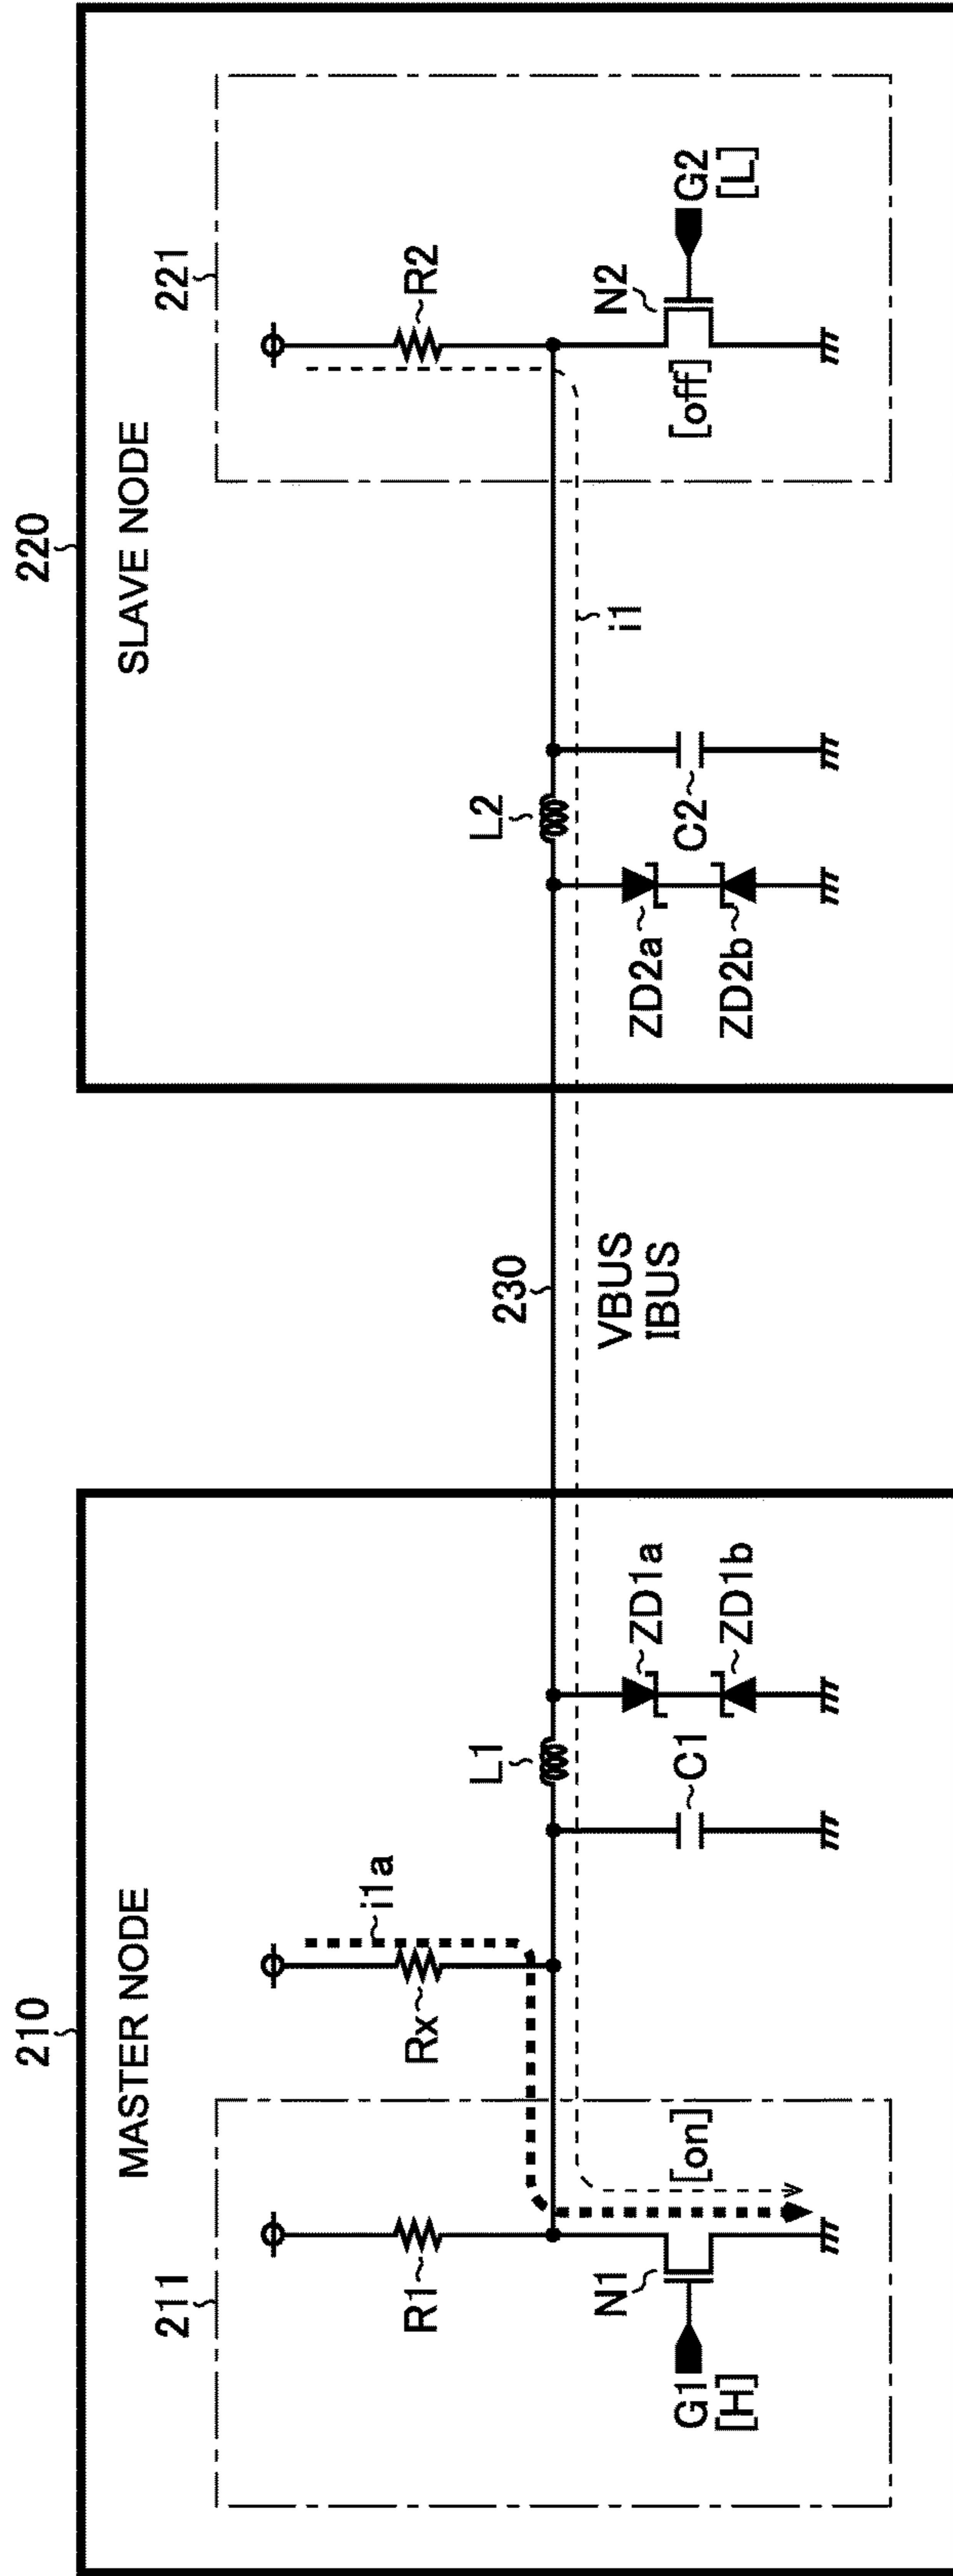 210
MASTER NODE
211
R1
Rx
i1a
L1
N1
[on]
G1
[H]
C1
ZD1a
ZD1b
230
VBUS
IBUS
220
SLAVE NODE
221
L2
R2
ZD2a
ZD2b
C2
i1
N2
[off]
G2
[L]